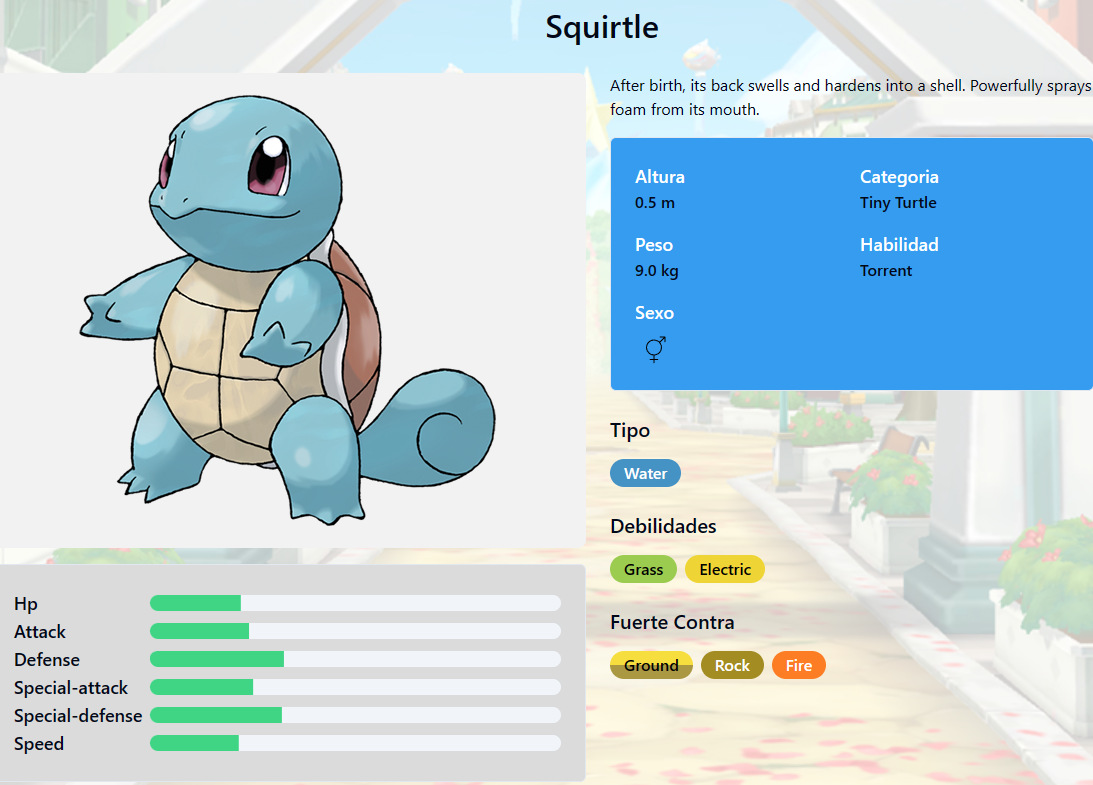 Squirtle
After birth, its back swells and hardens into a shell. Powerfully sprays
foam from its mouth.
Altura
0.5 m
Categoria
Tiny Turtle
Peso
9.0 kg
Habilidad
Torrent
Sexo
Tipo
Water
Debilidades
Grass Electric
Fuerte Contra
Ground Rock Fire
Hp
Attack
Defense
Special-attack
Special-defense
Speed